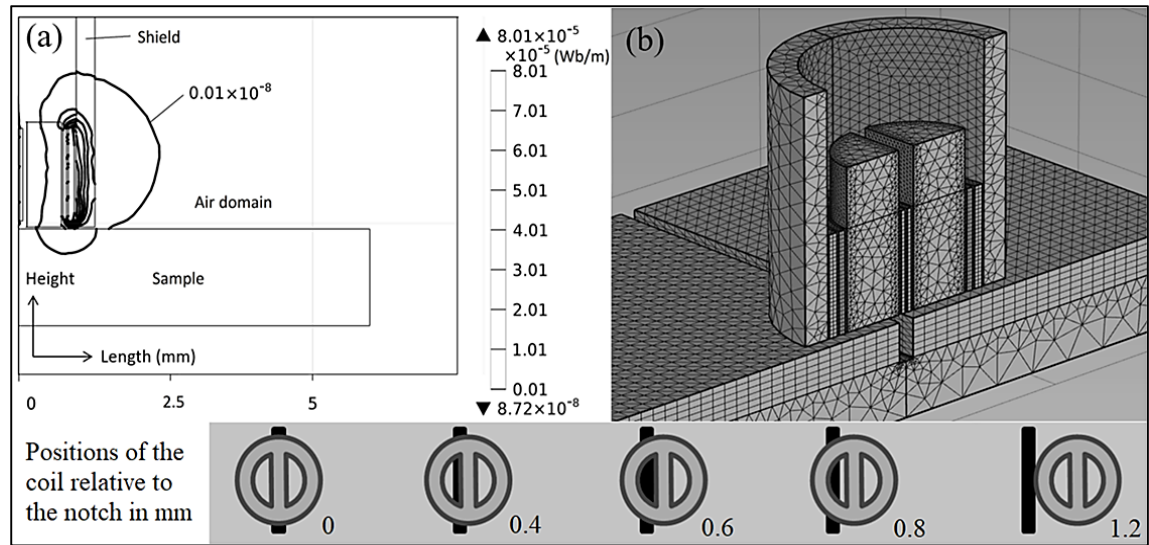 (a)
Shield
0.01×10⁻⁸
Air domain
Height
Sample
Length (mm)
0
2.5
5
▲ 8.01×10⁻⁵
×10⁻⁵ (Wb/m)
8.01
7.01
6.01
5.01
4.01
3.01
2.01
1.01
0.01
▼ 8.72×10⁻⁸
(b)
Positions of the
coil relative to
the notch in mm
0
0.4
0.6
0.8
1.2